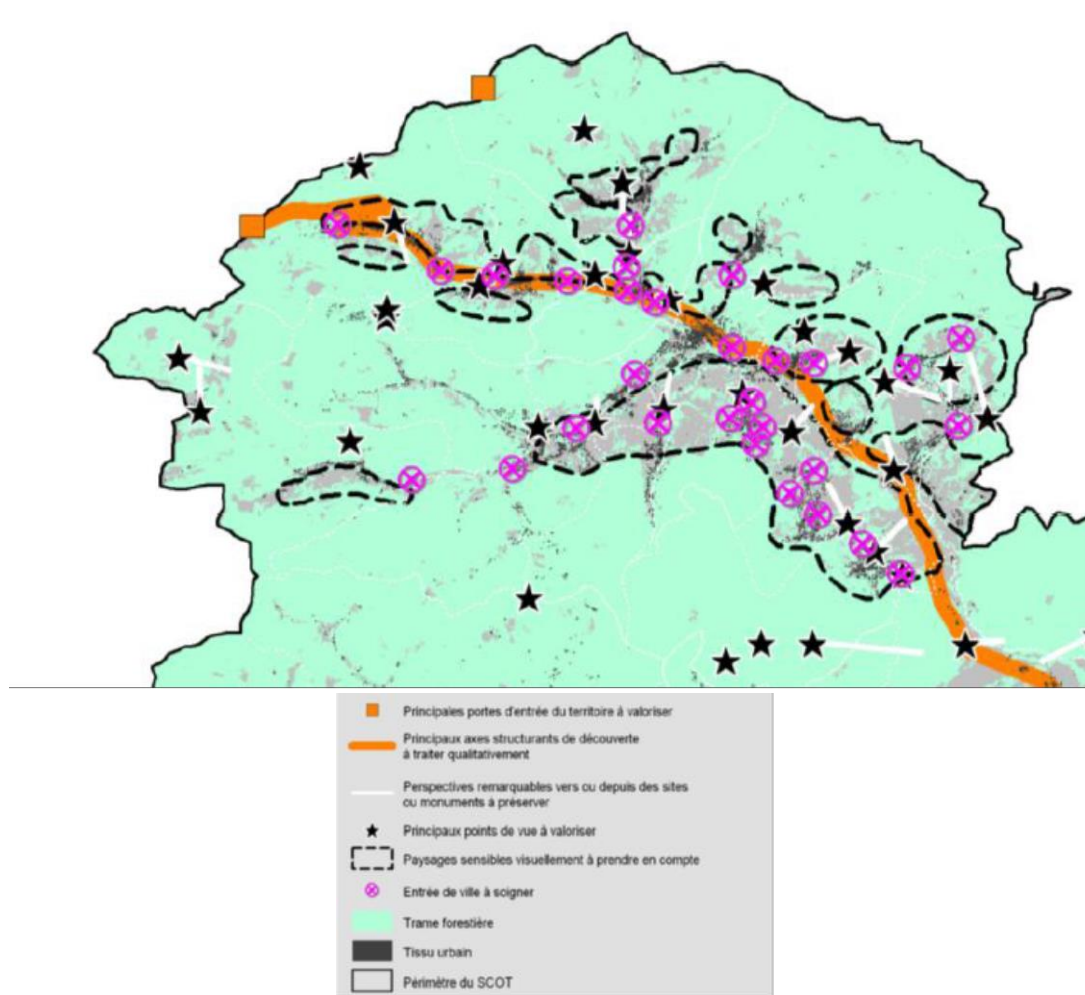 Principales portes d'entrée du territoire à valoriser
Principaux axes structurants de découverte
à traiter qualitativement
Perspectives remarquables vers ou depuis des sites
ou monuments à préserver
Principaux points de vue à valoriser
Paysages sensibles visuellement à prendre en compte
Entrée de ville à soigner
Trame forestière
Tissu urbain
Périmètre du SCOT